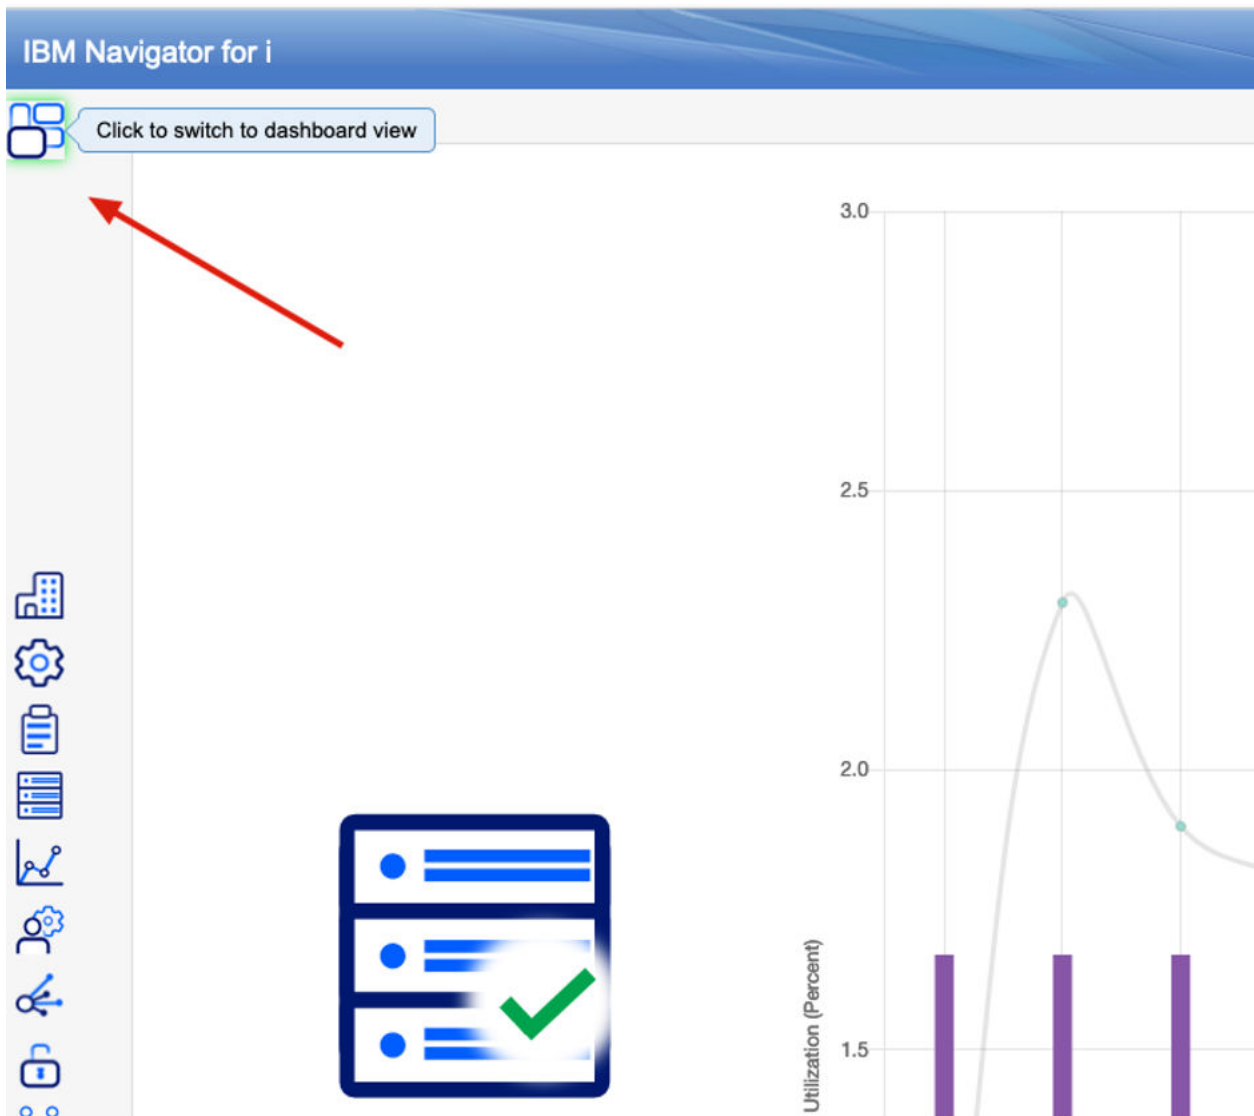 IBM Navigator for i
Click to switch to dashboard view
3.0
2.5
2.0
1.5
Utilization (Percent)